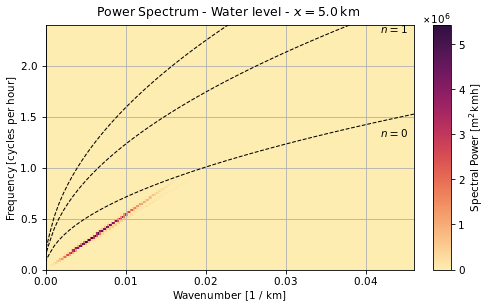 Power Spectrum - Water level - x = 5.0 km
×10⁶
n = 1
n = 0
2.0
1.5
1.0
0.5
0.0
Frequency [cycles per hour]
0.00 0.01 0.02 0.03 0.04
Wavenumber [1 / km]
5
4
3
2
1
0
Spectral Power [m² km h]